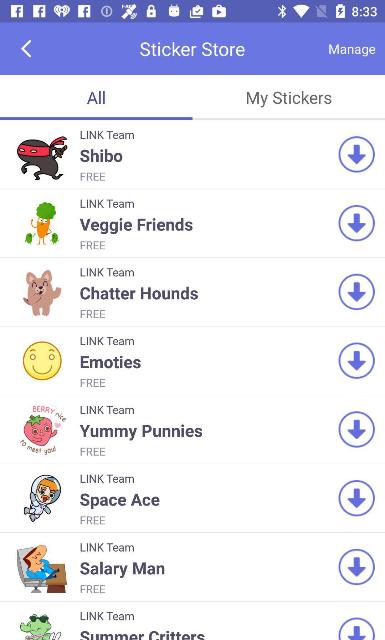 8:33
Sticker Store
Manage
All
My Stickers
LINK Team
Shibo
FREE
LINK Team
Veggie Friends
FREE
LINK Team
Chatter Hounds
FREE
LINK Team
Emoties
FREE
BERRY nice
to meet you!
LINK Team
Yummy Punnies
FREE
LINK Team
Space Ace
FREE
LINK Team
Salary Man
FREE
LINK Team
Summer Critters